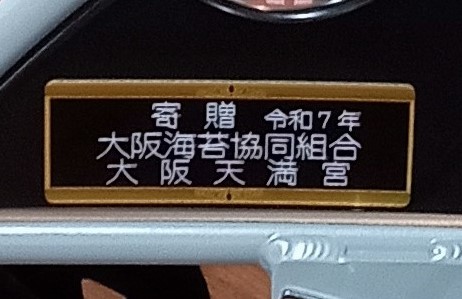 寄贈 令和7年
大阪海苔協同組合
大阪天満宮